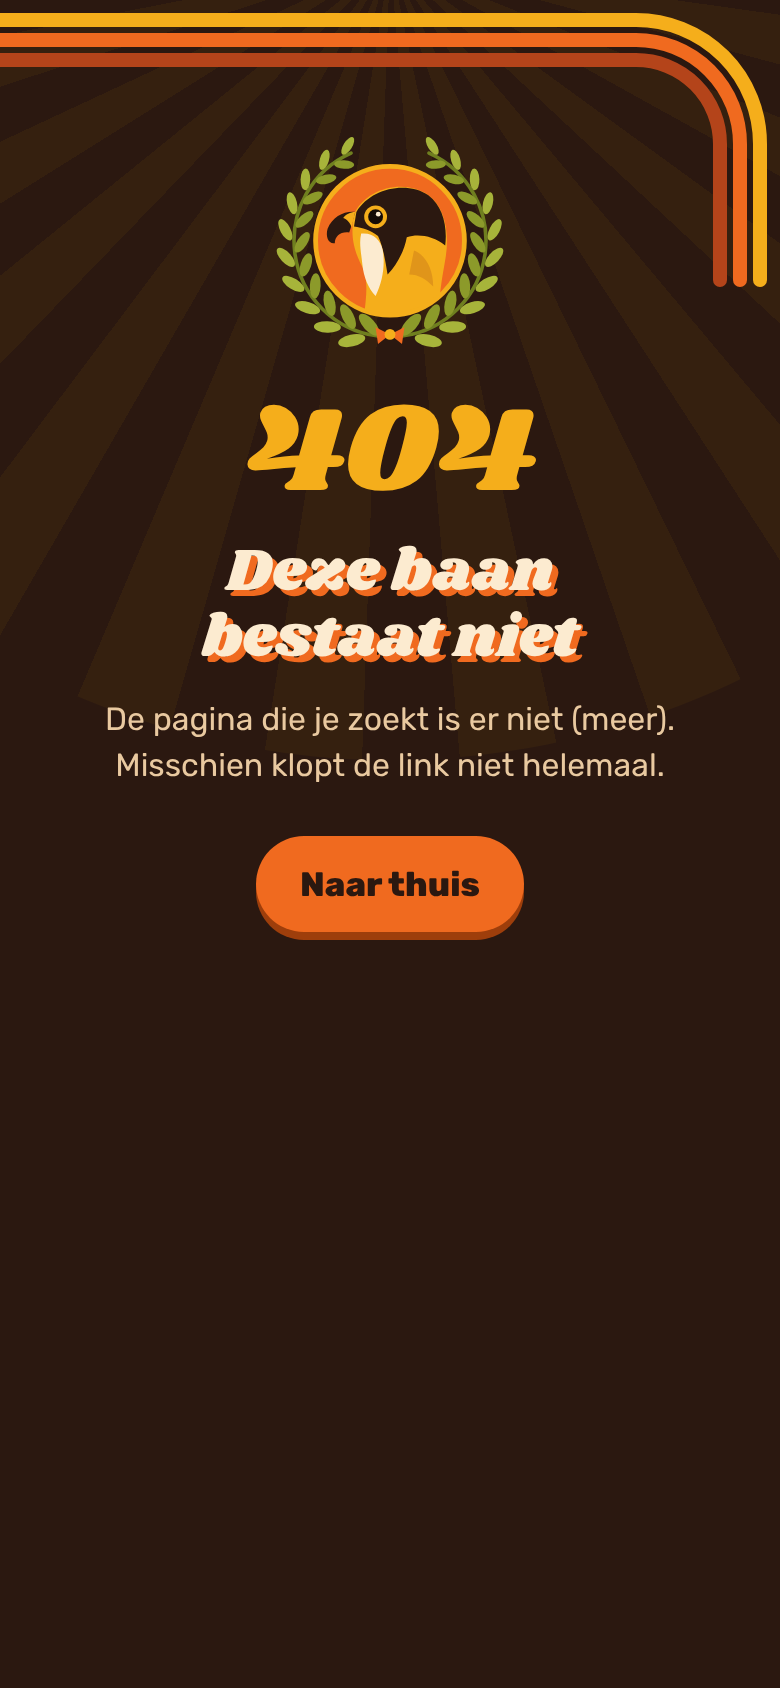 404
Deze baan
bestaat niet
De pagina die je zoekt is er niet (meer).
Misschien klopt de link niet helemaal.
Naar thuis